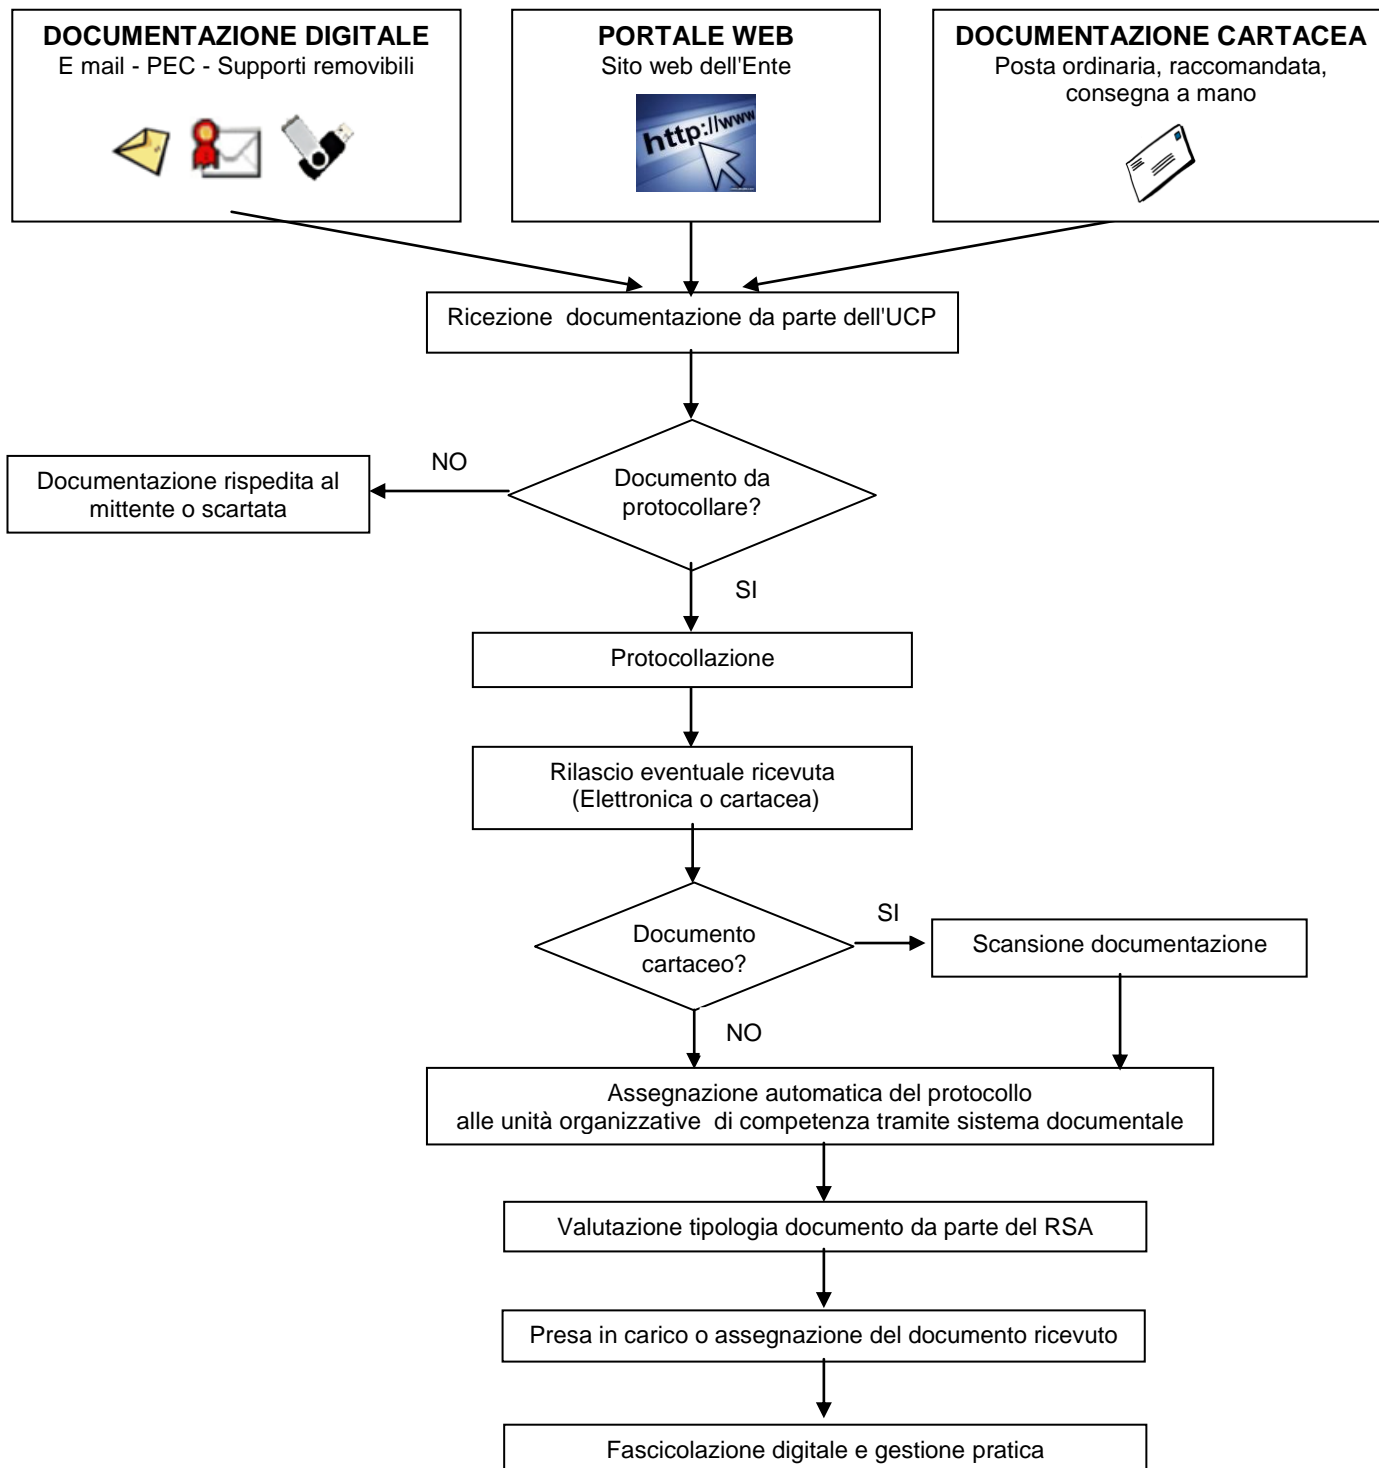 DOCUMENTAZIONE DIGITALE
E mail - PEC - Supporti removibili
PORTALE WEB
Sito web dell'Ente
http://www
DOCUMENTAZIONE CARTACEA
Posta ordinaria, raccomandata,
consegna a mano
Ricezione documentazione da parte dell'UCP
Documento da
protocollare?
NO
Documentazione rispedita al
mittente o scartata
SI
Protocollazione
Rilascio eventuale ricevuta
(Elettronica o cartacea)
Documento
cartaceo?
SI
Scansione documentazione
NO
Assegnazione automatica del protocollo
alle unità organizzative di competenza tramite sistema documentale
Valutazione tipologia documento da parte del RSA
Presa in carico o assegnazione del documento ricevuto
Fascicolazione digitale e gestione pratica